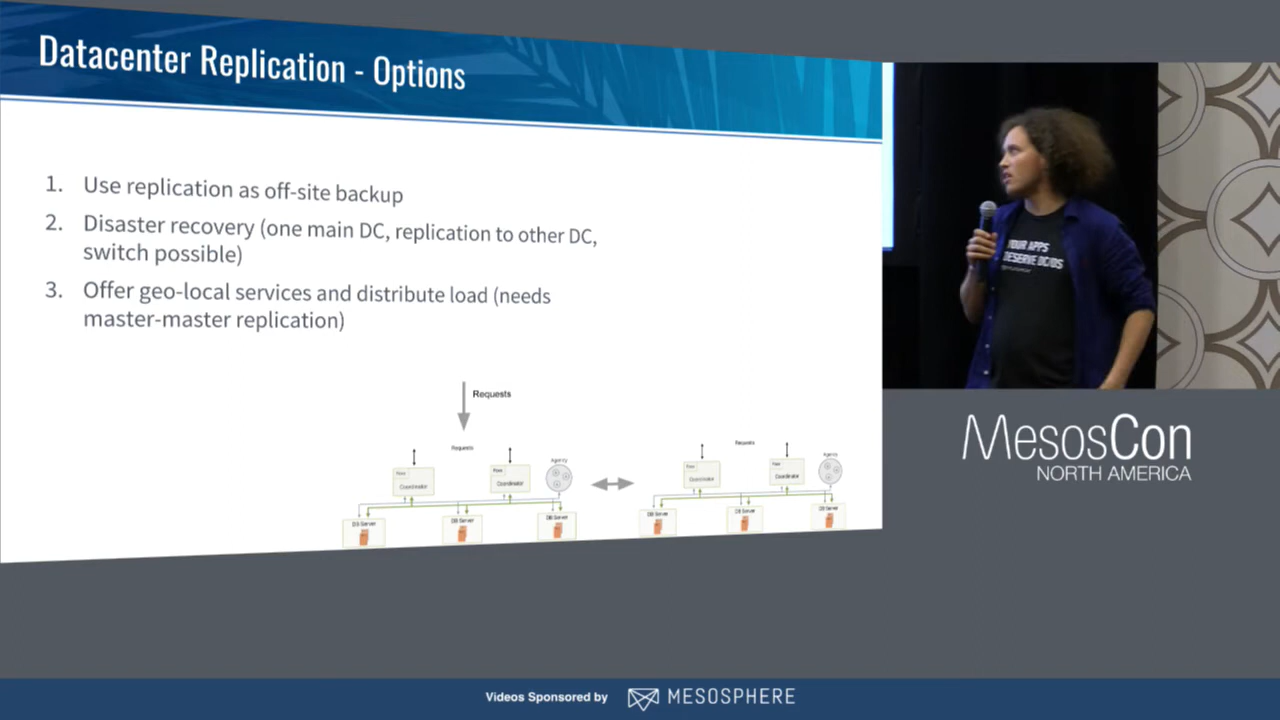 Datacenter Replication - Options
1. Use replication as off-site backup
2. Disaster recovery (one main DC, replication to other DC,
switch possible)
3. Offer geo-local services and distribute load (needs
master-master replication)
Requests
Requests
Coordinator
Coordinator
Agency
DB Server
DB Server
DB Server
Requests
Coordinator
Coordinator
Agency
DB Server
DB Server
DB Server
YOUR APPS
DESERVE DC/OS
MesosCon
NORTH AMERICA
Videos Sponsored by
MESOSPHERE